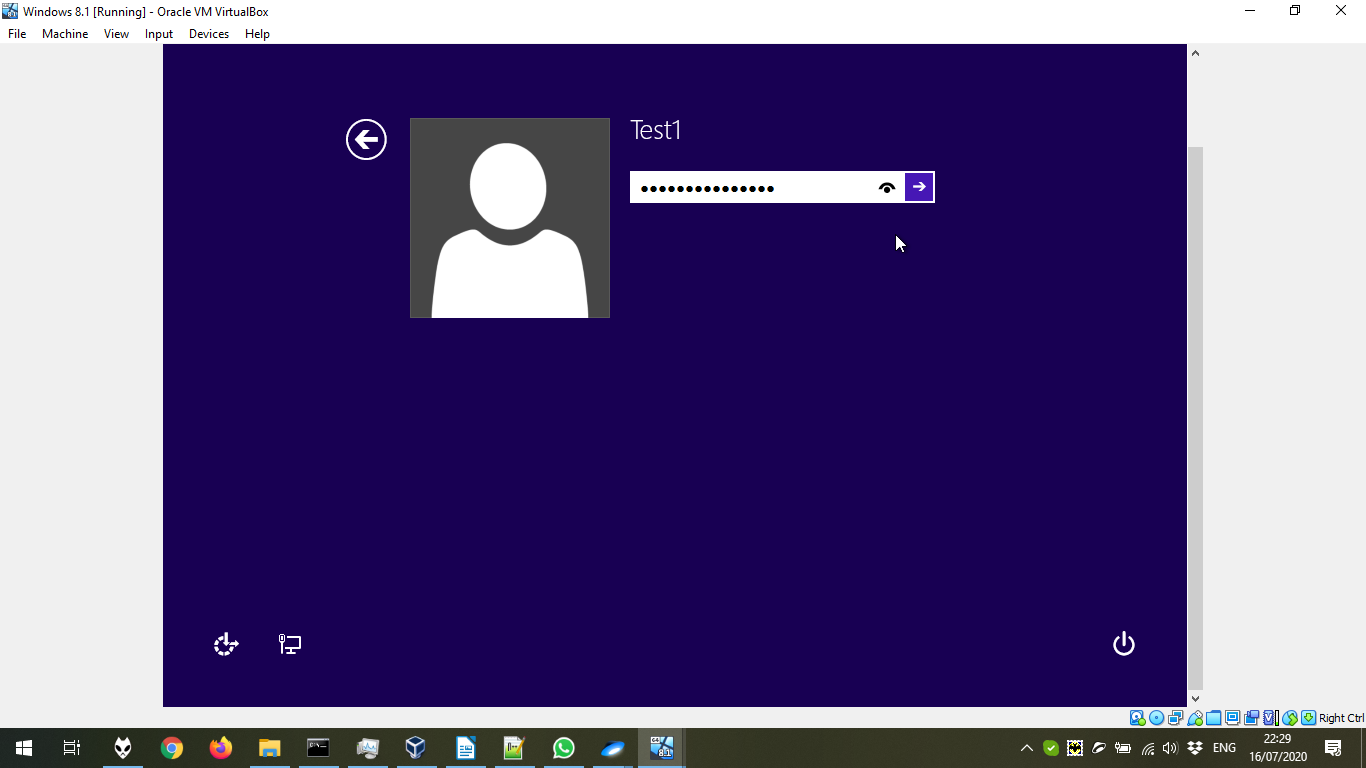 Windows 8.1 [Running] - Oracle VM VirtualBox
File Machine View Input Devices Help
Test1
●●●●●●●●●●●●●●●
Right Ctrl
ENG
22:29
16/07/2020